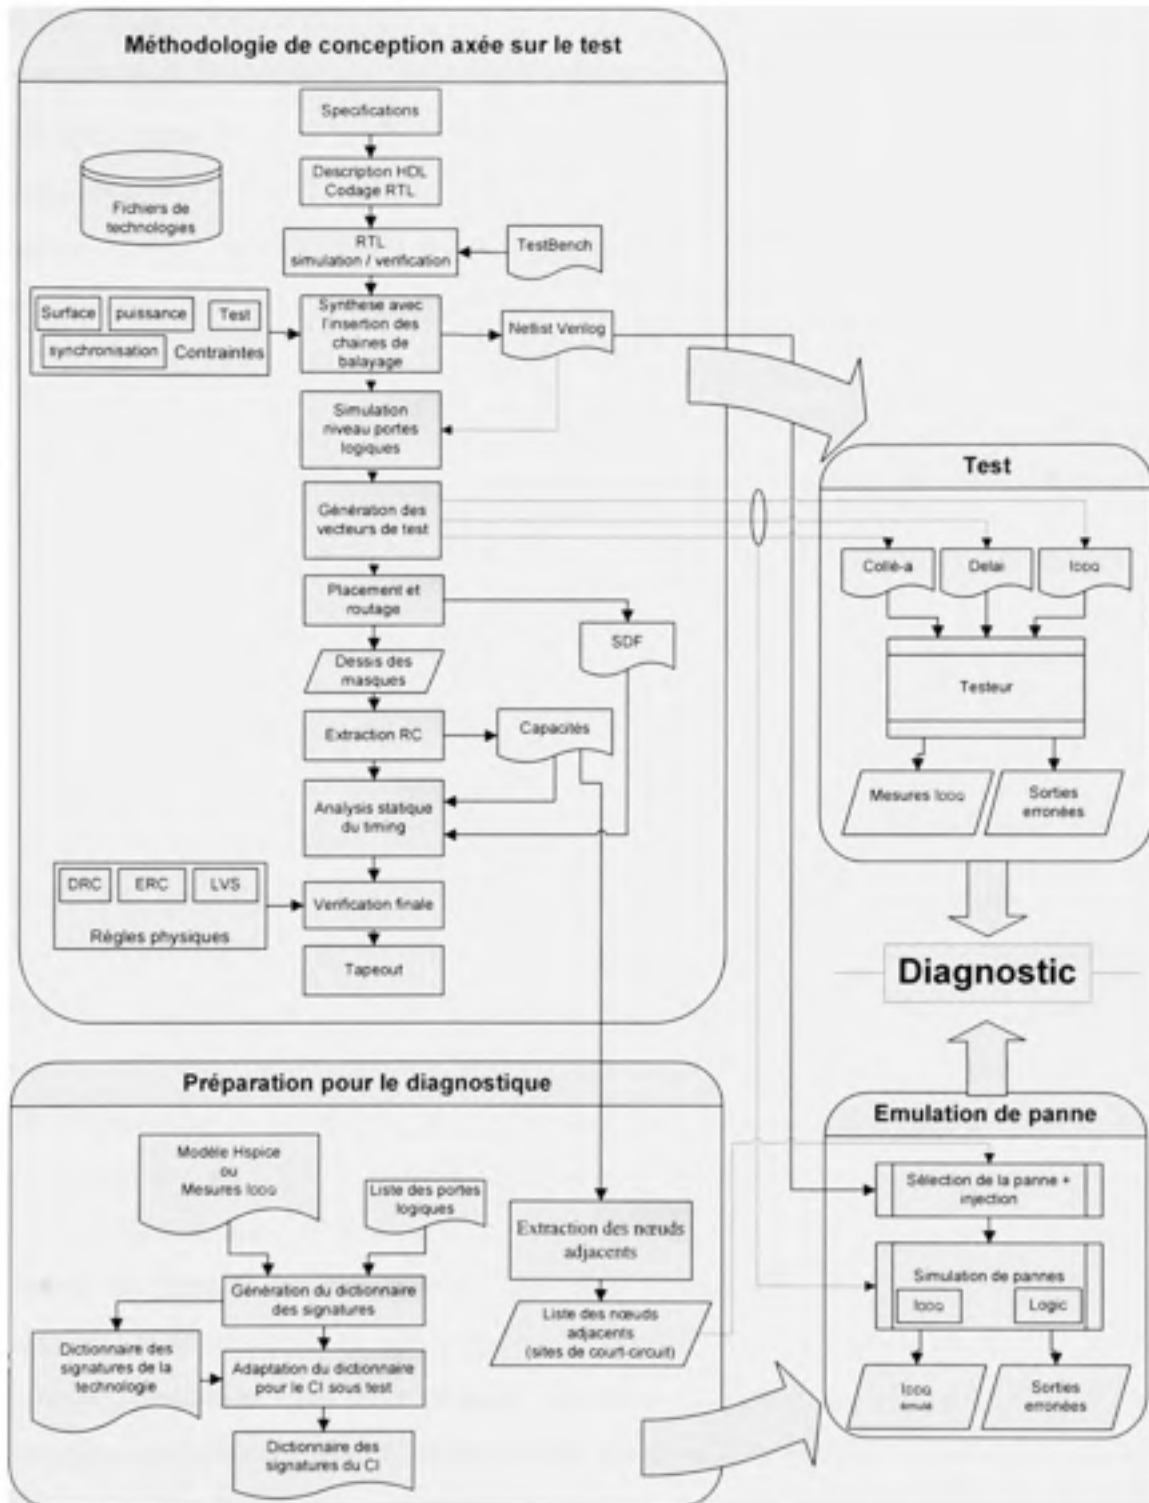 Méthodologie de conception axée sur le test
Specifications
Description HDL
Codage RTL
Fichiers de
technologies
RTL
simulation / verification
TestBench
Surface
puissance
Test
synchronisation
Contraintes
Synthese avec
l'insertion des
chaines de
balayage
Netlist Verilog
Simulation
niveau portes
logiques
Génération des
vecteurs de test
Placement et
routage
SDF
Dessis des
masques
Extraction RC
Capacités
Analysis statique
du timing
DRC
ERC
LVS
Règles physiques
Verification finale
Tapeout
Test
Collé-a
Delai
IDDQ
Testeur
Mesures IDDQ
Sorties
erronées
Diagnostic
Préparation pour le diagnostique
Modèle Hspice
ou
Mesures IDDQ
Liste des portes
logiques
Extraction des nœuds
adjacents
Génération du dictionnaire
des signatures
Liste des nœuds
adjacents
(sites de court-circuit)
Dictionnaire des
signatures de la
technologie
Adaptation du dictionnaire
pour le CI sous test
Dictionnaire des
signatures du CI
Emulation de panne
Sélection de la panne +
injection
Simulation de pannes
IDDQ
Logic
IDDQ
émulé
Sorties
erronées